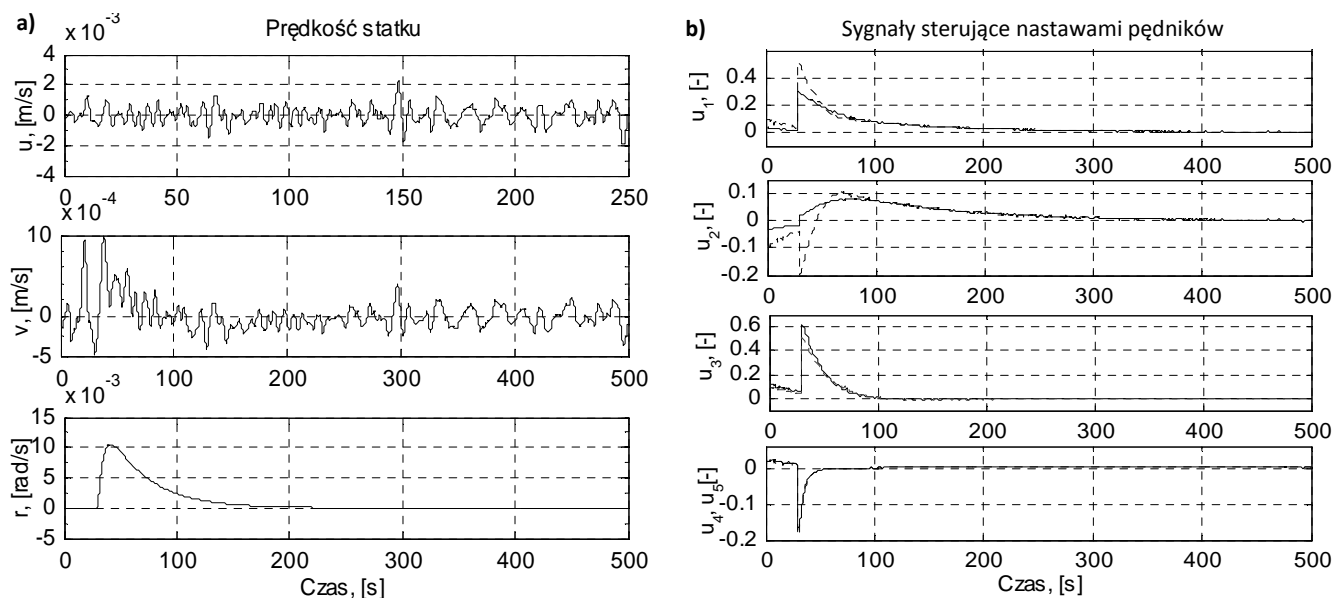 a)
Prędkość statku
x 10⁻³
4
2
0
-2
-4
u, [m/s]
0 50 100 150 200 250
x 10⁻⁴
10
5
0
-5
v, [m/s]
0 100 200 300 400 500
x 10⁻³
15
10
5
0
-5
r, [rad/s]
0 50 100 200 300 400 500
Czas, [s]
b)
Sygnały sterujące nastawami pędników
0.4
0.2
0
u₁, [-]
0 100 200 300 400 500
0.1
0
-0.1
-0.2
u₂, [-]
0 100 200 300 400 500
0.6
0.4
0.2
0
u₃, [-]
0 100 200 300 400 500
0
-0.1
-0.2
u₄, u₅[-]
0 100 200 300 400 500
Czas, [s]